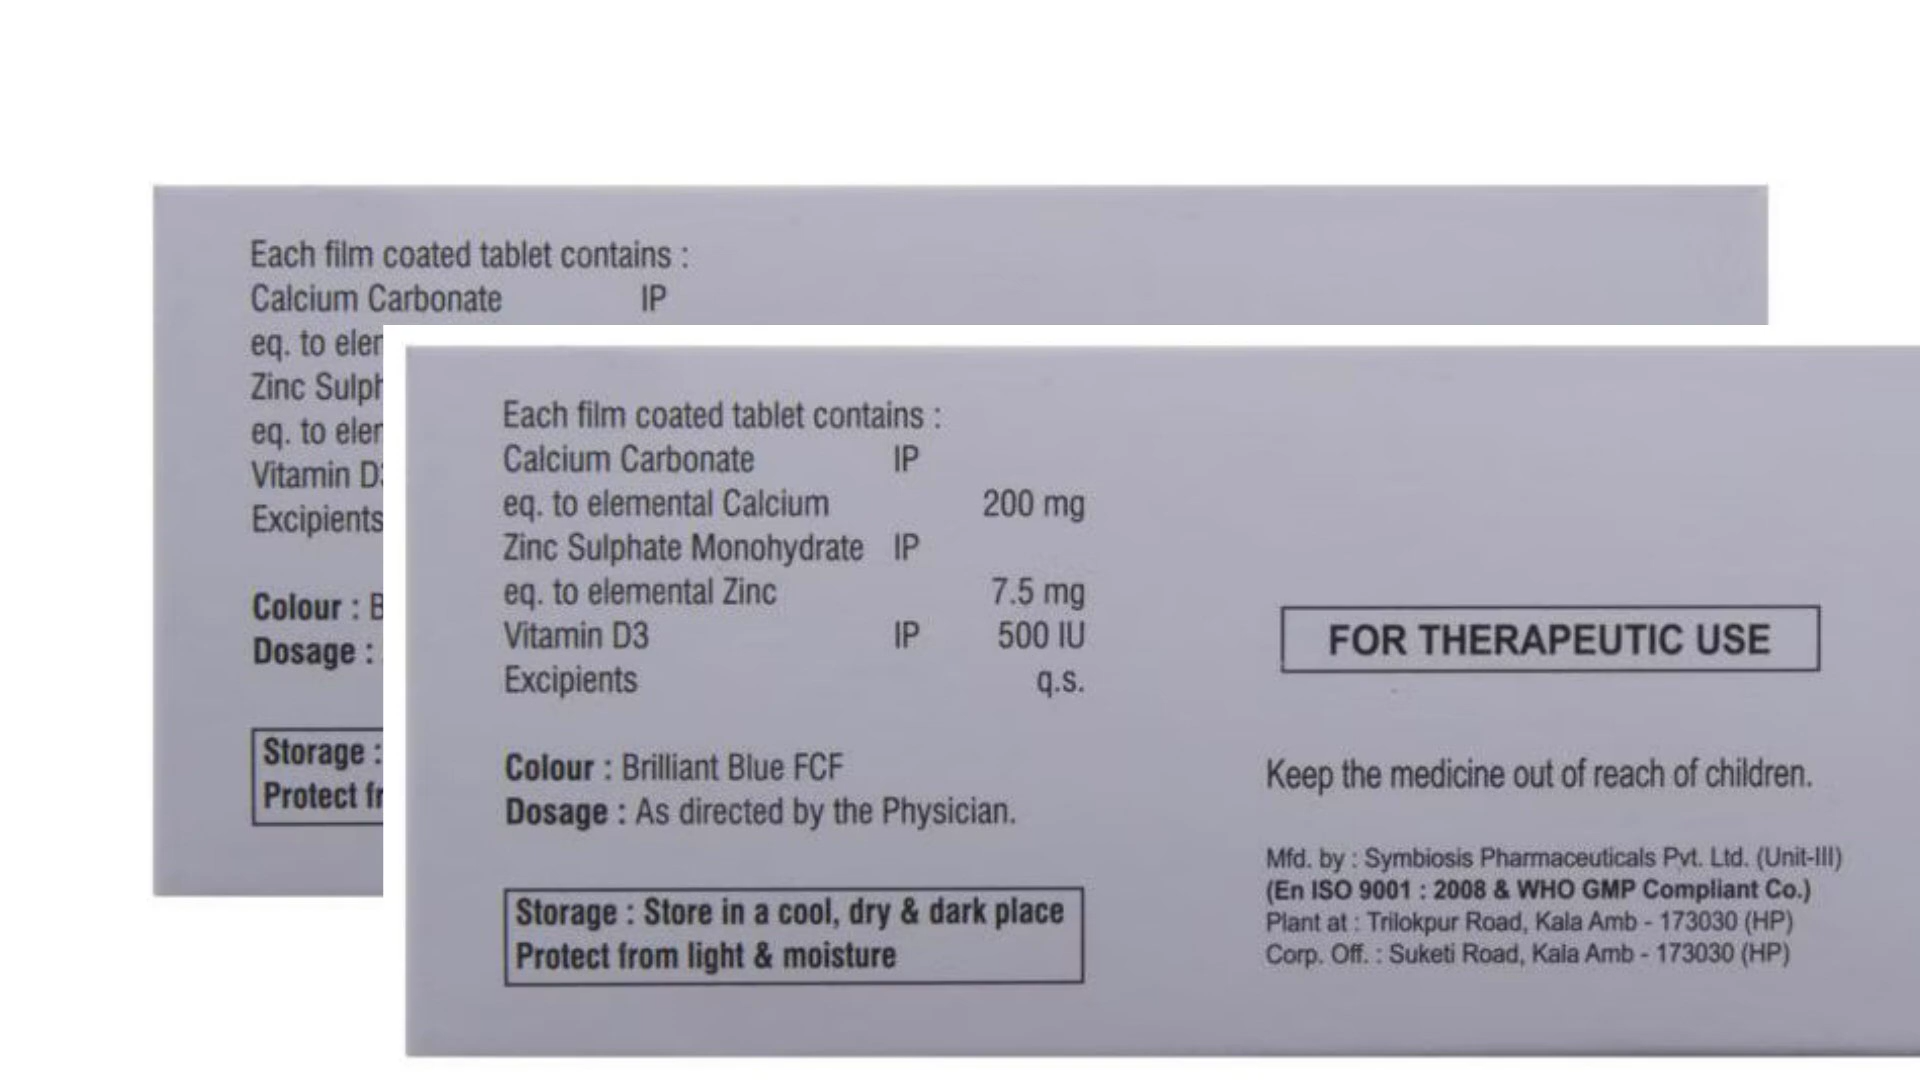 Each film coated tablet contains :
Calcium Carbonate IP
eq. to
Zinc
eq. to
Vitamin
Excipients
Colour :
Dosage :
Storage :
Protect
Each film coated tablet contains :
Calcium Carbonate IP
eq. to elemental Calcium 200 mg
Zinc Sulphate Monohydrate IP
eq. to elemental Zinc 7.5 mg
Vitamin D3 IP 500 IU
Excipients q.s.
Colour : Brilliant Blue FCF
Dosage : As directed by the Physician.
Storage : Store in a cool, dry & dark place
Protect from light & moisture
FOR THERAPEUTIC USE
Keep the medicine out of reach of children.
Mfd. by : Symbiosis Pharmaceuticals Pvt. Ltd. (Unit-III)
(En ISO 9001 : 2008 & WHO GMP Compliant Co.)
Plant at : Trilokpur Road, Kala Amb - 173030 (HP)
Corp. Off. : Suketi Road, Kala Amb - 173030 (HP)